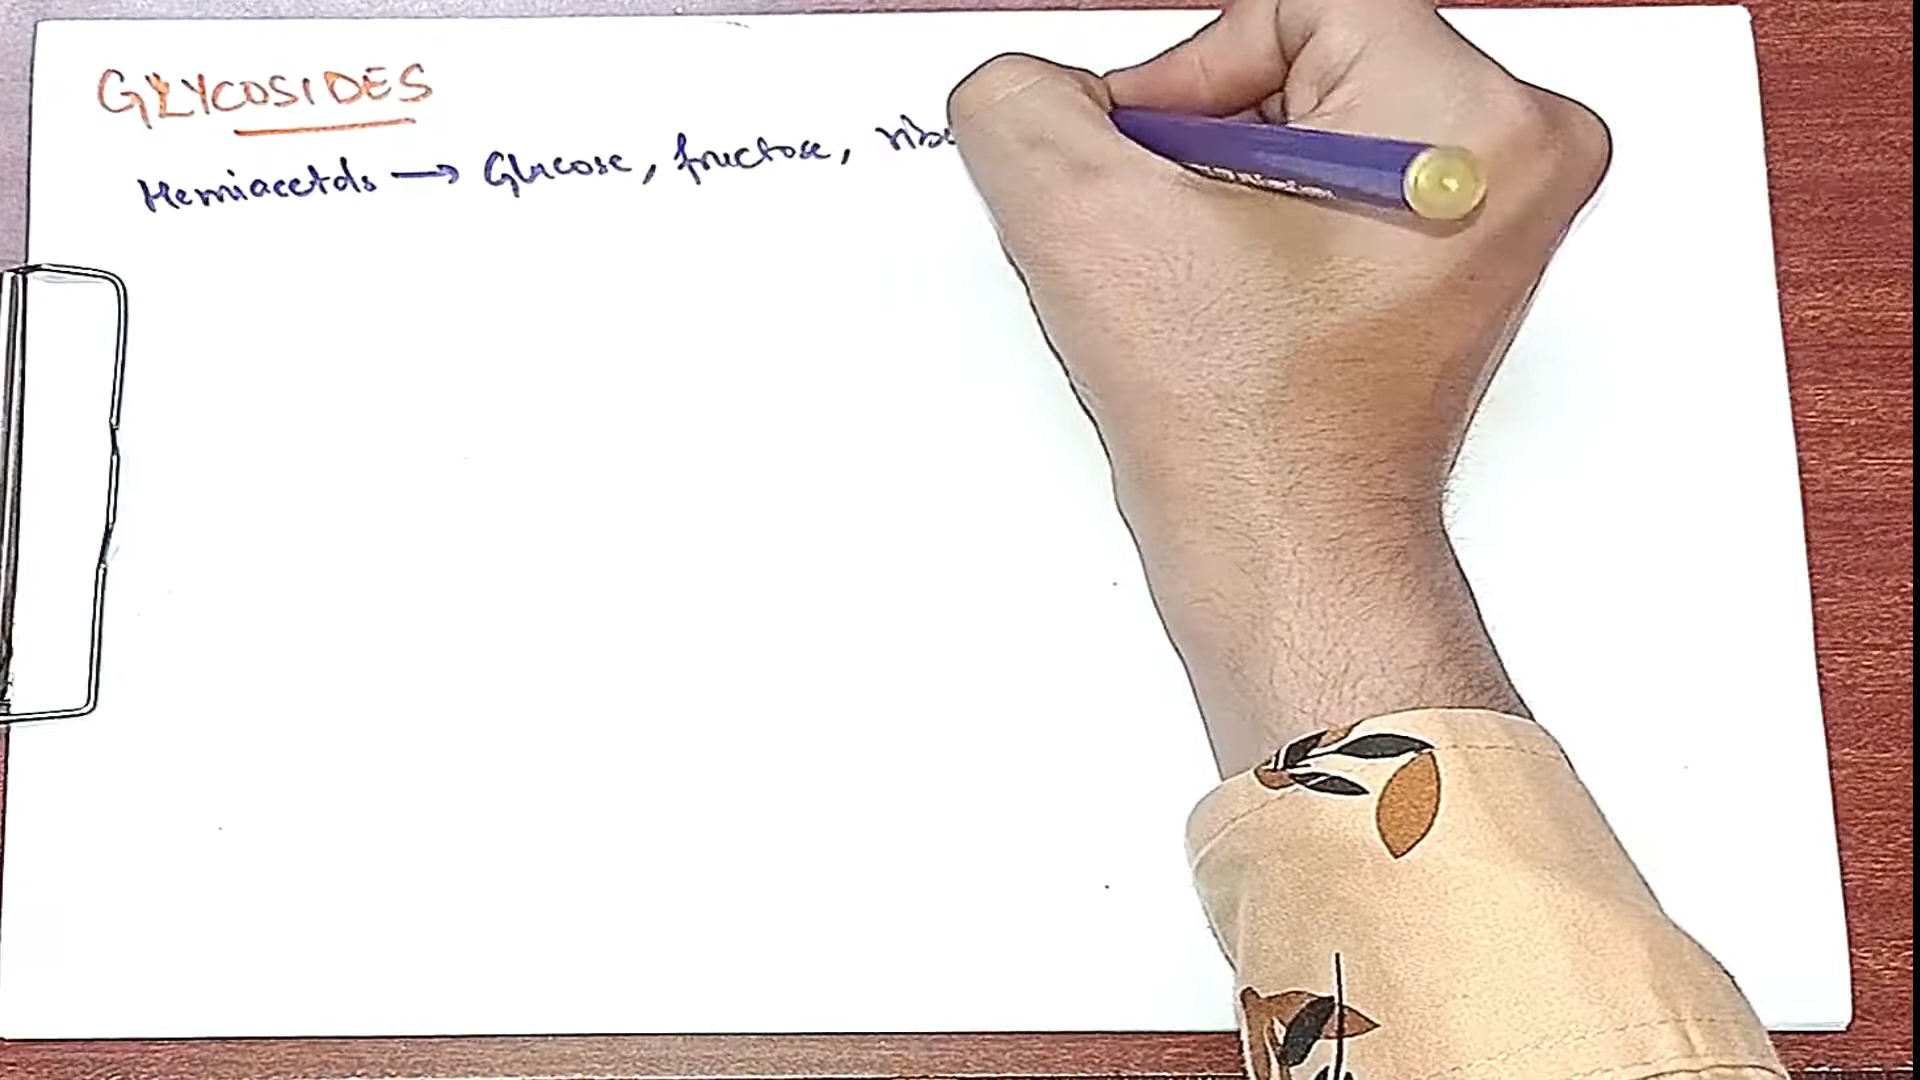 GLYCOSIDES
Hemiacetals → Glucose, fructose,